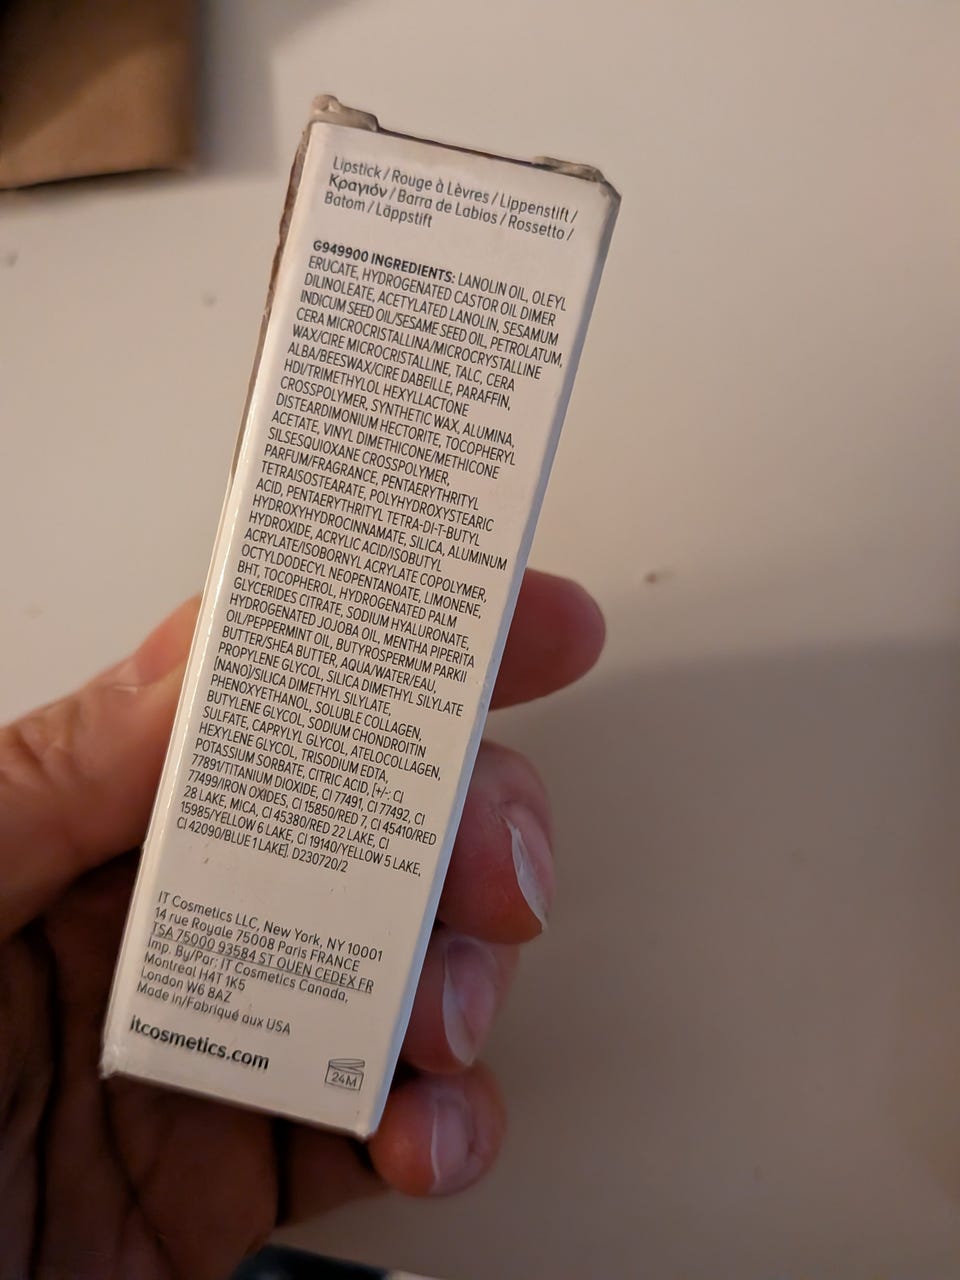 Lipstick / Rouge à Lèvres / Lippenstift /
Κραγιόν / Barra de Labios / Rossetto /
Batom / Läppstift
G949900 INGREDIENTS: LANOLIN OIL, OLEYL
ERUCATE, HYDROGENATED CASTOR OIL DIMER
DILINOLEATE, ACETYLATED LANOLIN, SESAMUM
INDICUM SEED OIL/SESAME SEED OIL, PETROLATUM,
CERA MICROCRISTALLINA/MICROCRYSTALLINE
WAX/CIRE MICROCRISTALLINE, TALC, CERA
ALBA/BEESWAX/CIRE DABEILLE, PARAFFIN,
HDI/TRIMETHYLOL HEXYLLACTONE
CROSSPOLYMER, SYNTHETIC WAX, ALUMINA,
DISTEARDIMONIUM HECTORITE, TOCOPHERYL
ACETATE, VINYL DIMETHICONE/METHICONE
SILSESQUIOXANE CROSSPOLYMER,
PARFUM/FRAGRANCE, PENTAERYTHRITYL
TETRAISOSTEARATE, POLYHYDROXYSTEARIC
ACID, PENTAERYTHRITYL TETRA-DI-T-BUTYL
HYDROXYHYDROCINNAMATE, SILICA, ALUMINUM
HYDROXIDE, ACRYLIC ACID/ISOBUTYL
ACRYLATE/ISOBORNYL ACRYLATE COPOLYMER,
OCTYLDODECYL NEOPENTANOATE, LIMONENE,
BHT, TOCOPHEROL, HYDROGENATED PALM
GLYCERIDES CITRATE, SODIUM HYALURONATE,
HYDROGENATED JOJOBA OIL, MENTHA PIPERITA
OIL/PEPPERMINT OIL, BUTYROSPERMUM PARKII
BUTTER/SHEA BUTTER, AQUA/WATER/EAU,
PROPYLENE GLYCOL, SILICA DIMETHYL SILYLATE
[NANO]/SILICA DIMETHYL SILYLATE,
PHENOXYETHANOL, SOLUBLE COLLAGEN,
BUTYLENE GLYCOL, SODIUM CHONDROITIN
SULFATE, CAPRYLYL GLYCOL, ATELOCOLLAGEN,
HEXYLENE GLYCOL, TRISODIUM EDTA,
POTASSIUM SORBATE, CITRIC ACID, [+/-: CI
77891/TITANIUM DIOXIDE, CI 77491, CI 77492, CI
77499/IRON OXIDES, CI 15850/RED 7, CI 45410/RED
28 LAKE, MICA, CI 45380/RED 22 LAKE, CI
15985/YELLOW 6 LAKE, CI 19140/YELLOW 5 LAKE,
CI 42090/BLUE 1 LAKE]. D230720/2
IT Cosmetics LLC, New York, NY 10001
14 rue Royale 75008 Paris FRANCE
TSA 75000 93584 ST OUEN CEDEX FR
Imp. By/Par: IT Cosmetics Canada,
Montréal H4T 1K5
London W6 8AZ
Made in/Fabriqué aux USA
itcosmetics.com
24M